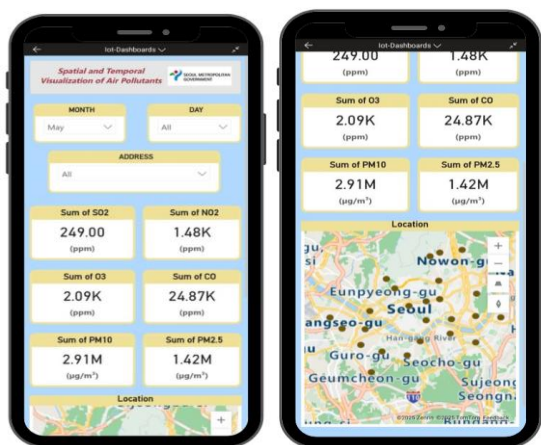 Iot-Dashboards
Spatial and Temporal
Visualization of Air Pollutants
SEOUL METROPOLITAN
GOVERNMENT
MONTH
May
DAY
All
ADDRESS
All
Sum of SO2
249.00
(ppm)
Sum of NO2
1.48K
(ppm)
Sum of O3
2.09K
(ppm)
Sum of CO
24.87K
(ppm)
Sum of PM10
2.91M
(µg/m³)
Sum of PM2.5
1.42M
(µg/m³)
Location
+
Iot-Dashboards
249.00
(ppm)
1.48K
(ppm)
Sum of O3
2.09K
(ppm)
Sum of CO
24.87K
(ppm)
Sum of PM10
2.91M
(µg/m³)
Sum of PM2.5
1.42M
(µg/m³)
Location
+
Nowon-g
Eunpyeong-gu
Seoul
angseo-gu
Han-gang River
Guro-gu
Seocho-gu
Geumcheon-gu
Sujeong
Seongna
©2025 TomTom Feedback